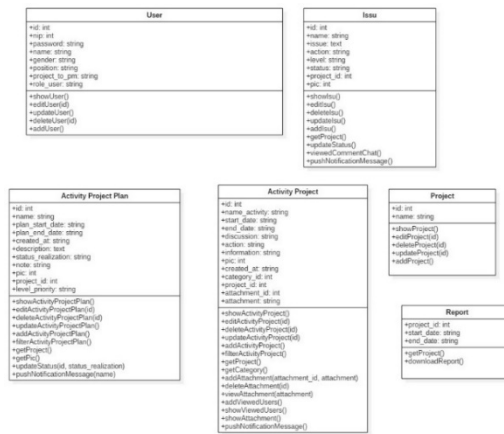 User
+id: int
+nip: int
+password: string
+name: string
+gender: string
+position: string
+project_to_pm: string
+role_user: string
+showUser()
+editUser(id)
+updateUser()
+deleteUser(id)
+addUser()
Issu
+id: int
+name: string
+issue: text
+action: string
+level: string
+status: string
+project_id: int
+pic: int
+showIsu()
+editIsu()
+deleteIsu()
+updateIsu()
+addIsu()
+getProject()
+updateStatus()
+viewedCommentChat()
+pushNotificationMessage()
Activity Project Plan
+id: int
+name: string
+plan_start_date: string
+plan_end_date: string
+created_at: string
+description: text
+status_realization: string
+note: string
+pic: int
+project_id: int
+level_priority: string
+showActivityProjectPlan()
+editActivityProjectPlan(id)
+deleteActivityProjectPlan(id)
+updateActivityProjectPlan()
+addActivityProjectPlan()
+filterActivityProjectPlan()
+getProject()
+getPic()
+updateStatus(id, status_realization)
+pushNotificationMessage(name)
Activity Project
+id: int
+name_activity: string
+start_date: string
+end_date: string
+discussion: string
+action: string
+information: string
+pic: int
+created_at: string
+category_id: int
+project_id: int
+attachment_id: int
+attachment: string
+showActivityProject()
+editActivityProject(id)
+deleteActivityProject(id)
+updateActivityProject(id)
+addActivityProject()
+filterActivityProject()
+getProject()
+getCategory()
+addAttachment(attachment_id, attachment)
+deleteAttachment(id)
+viewAttachment(id)
+addViewedUsers()
+showViewedUsers()
+showAttachment()
+pushNotificationMessage()
Project
+id: int
+name: string
+showProject()
+editProject(id)
+deleteProject(id)
+updateProject(id)
+addProject()
Report
+project_id: int
+start_date: string
+end_date: string
+getProject()
+downloadReport()